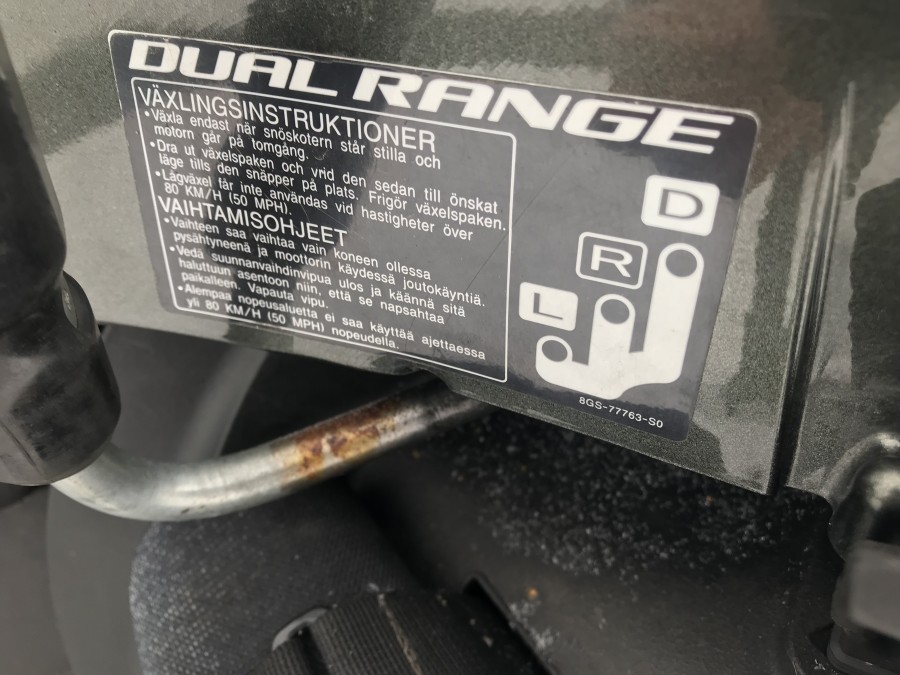 DUAL RANGE
VÄXLINGSINSTRUKTIONER
•Växla endast när snöskotern står stilla och
motorn går på tomgång.
•Dra ut växelspaken och vrid den sedan till önskat
läge tills den snäpper på plats. Frigör växelspaken.
•Lågväxel får inte användas vid hastigheter över
80 KM/H (50 MPH).
VAIHTAMISOHJEET
•Vaihteen saa vaihtaa vain koneen ollessa
pysähtyneenä ja moottorin käydessä joutokäyntiä.
•Vedä suunnanvaihdinvipua ulos ja käännä sitä
haluttuun asentoon niin, että se napsahtaa
paikalleen. Vapauta vipu.
•Alempaa nopeusaluetta ei saa käyttää ajettaessa
yli 80 KM/H (50 MPH) nopeudella.
D
R
L
8GS-77763-S0